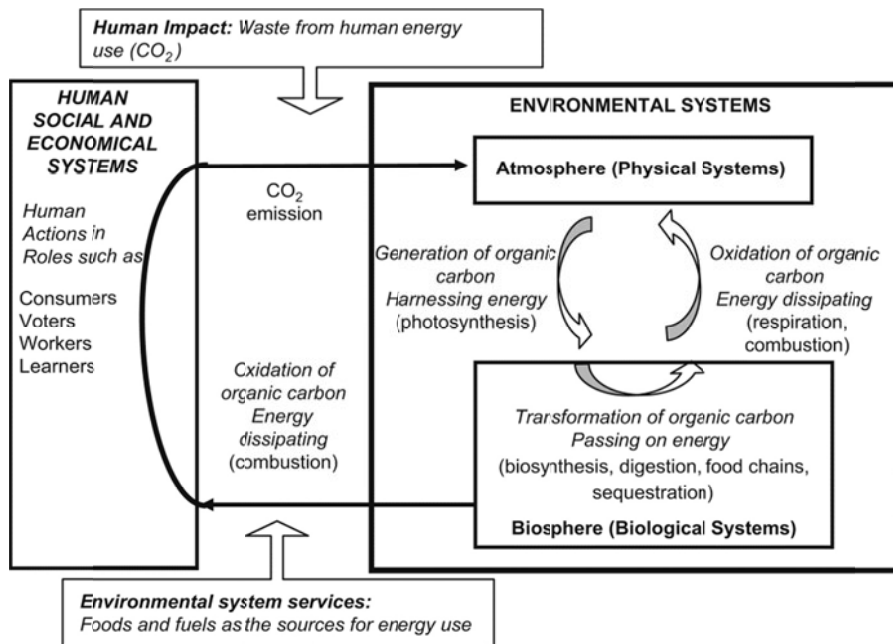 Human Impact: Waste from human energy
use (CO₂)
HUMAN
SOCIAL AND
ECONOMICAL
SYSTEMS
Human
Actions in
Roles such as
Consumers
Voters
Workers
Learners
CO₂
emission
Oxidation of
organic carbon
Energy
dissipating
(combustion)
ENVIRONMENTAL SYSTEMS
Atmosphere (Physical Systems)
Generation of organic
carbon
Harnessing energy
(photosynthesis)
Oxidation of organic
carbon
Energy dissipating
(respiration,
combustion)
Transformation of organic carbon
Passing on energy
(biosynthesis, digestion, food chains,
sequestration)
Biosphere (Biological Systems)
Environmental system services:
Foods and fuels as the sources for energy use